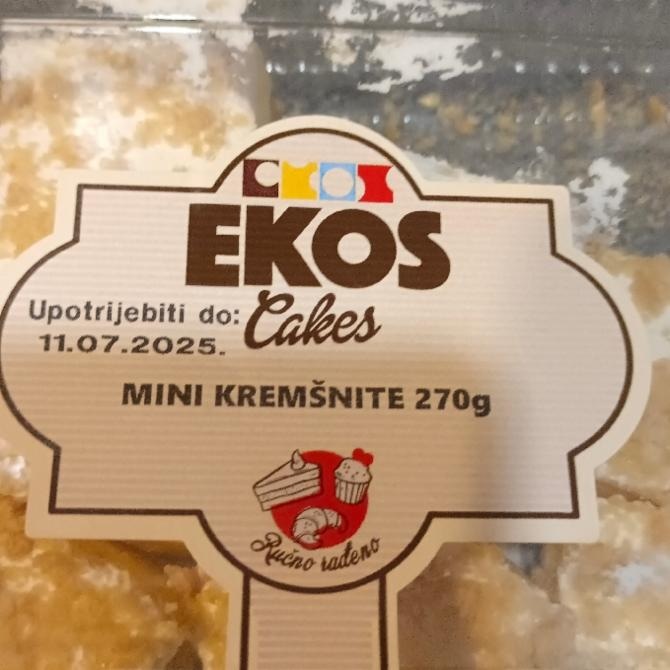 EKOS
Cakes
Upotrijebiti do:
11.07.2025.
MINI KREMŠNITE 270g
Ručno rađeno